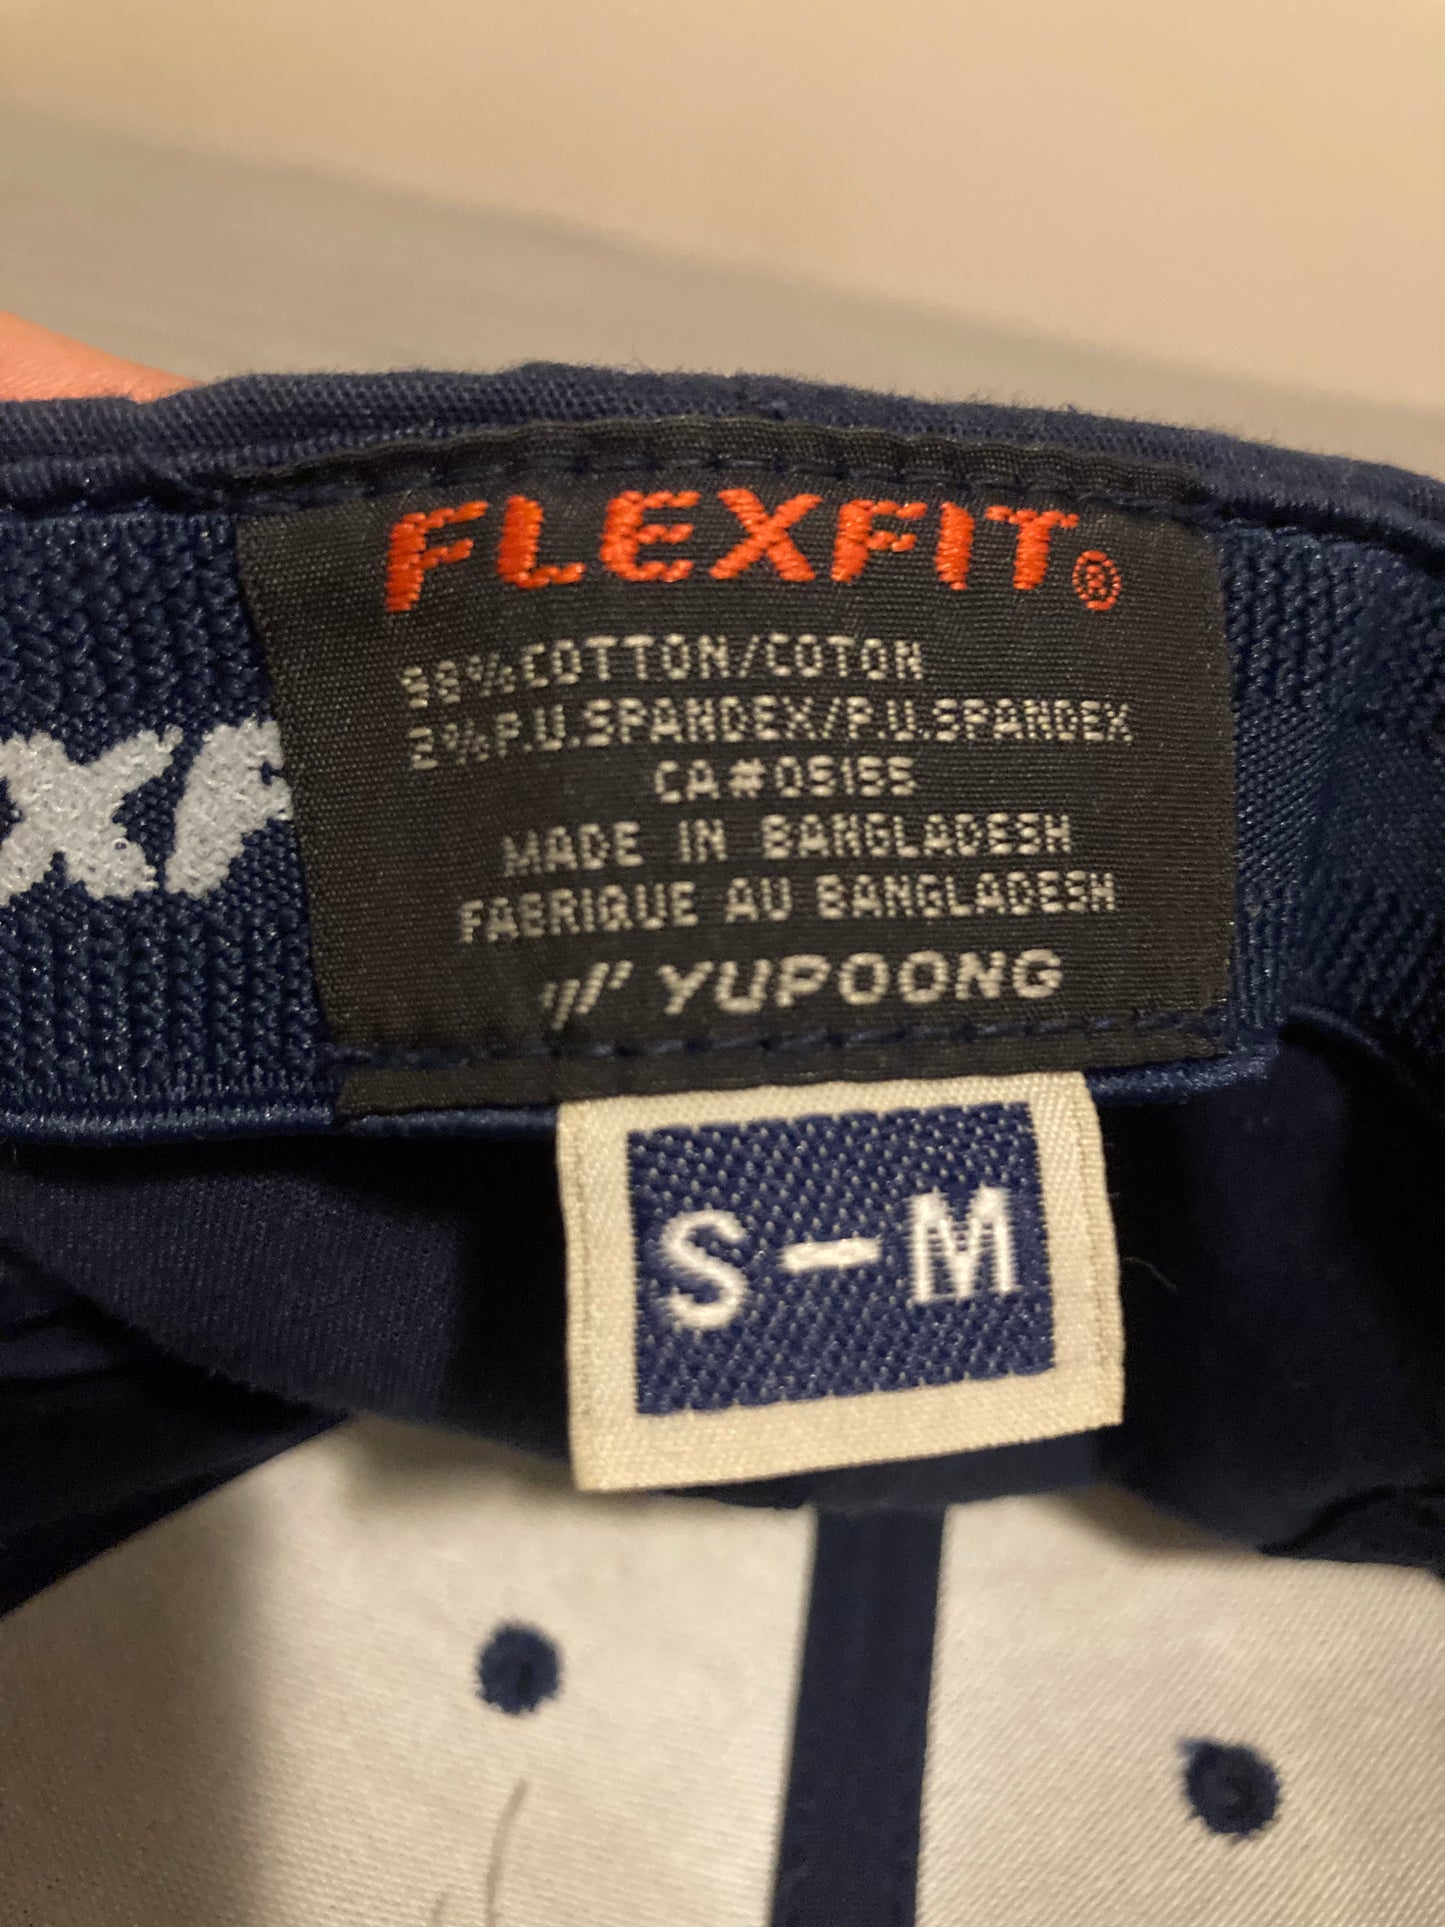 FLEXFIT®
98% COTTON/COTON
2% P.U.SPANDEX/P.U.SPANDEX
CA#05155
MADE IN BANGLADESH
FABRIQUE AU BANGLADESH
YUPOONG
S-M